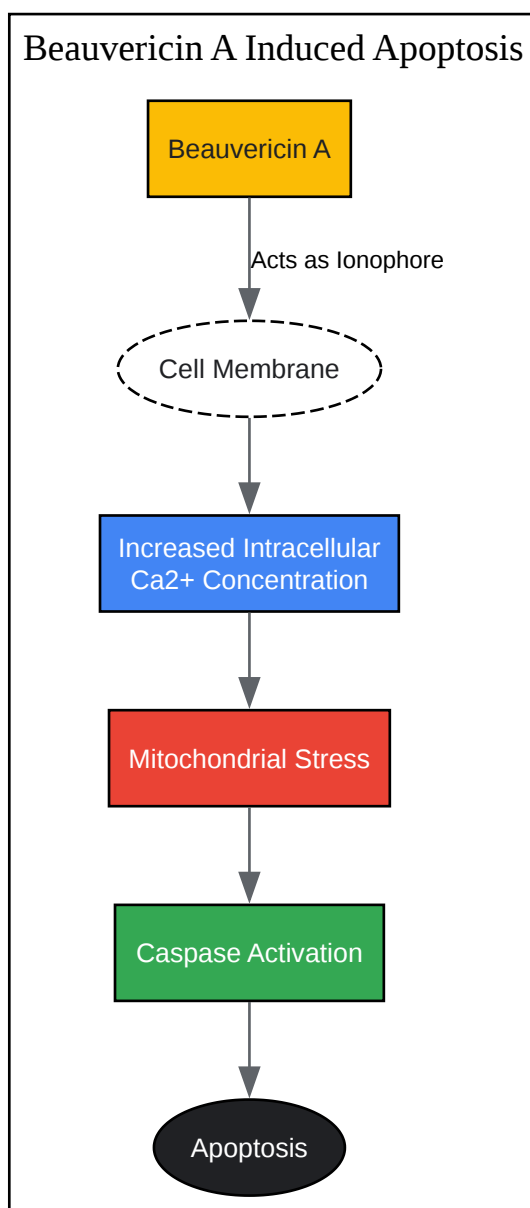 Beauvericin A Induced Apoptosis
Beauvericin A
Acts as Ionophore
Cell Membrane
Increased Intracellular
Ca2+ Concentration
Mitochondrial Stress
Caspase Activation
Apoptosis